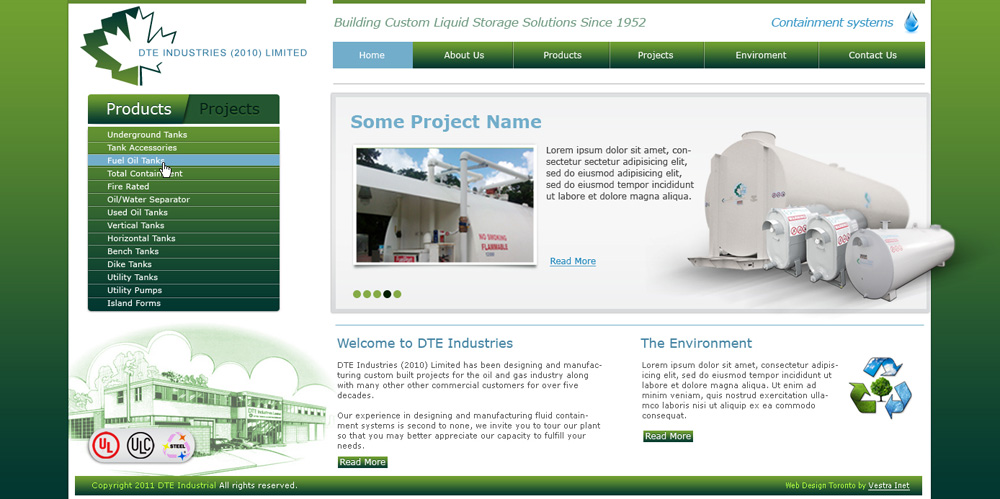 DTE INDUSTRIES (2010) LIMITED
Building Custom Liquid Storage Solutions Since 1952
Containment systems
Home
About Us
Products
Projects
Enviroment
Contact Us
Products
Projects
Underground Tanks
Tank Accessories
Fuel Oil Tanks
Total Containment
Fire Rated
Oil/Water Separator
Used Oil Tanks
Vertical Tanks
Horizontal Tanks
Bench Tanks
Dike Tanks
Utility Tanks
Utility Pumps
Island Forms
Some Project Name
NO SMOKING
FLAMMABLE
Lorem ipsum dolor sit amet, con-
sectetur sectetur adipisicing elit,
sed do eiusmod adipisicing elit,
sed do eiusmod tempor incididunt
ut labore et dolore magna aliqua.
Read More
Welcome to DTE Industries
DTE Industries (2010) Limited has been designing and manufac-
turing custom built projects for the oil and gas industry along
with many other other commercial customers for over five
decades.
Our experience in designing and manufacturing fluid contain-
ment systems is second to none, we invite you to tour our plant
so that you may better appreciate our capacity to fulfill your
needs.
Read More
The Environment
Lorem ipsum dolor sit amet, consectetur adipisic-
ing elit, sed do eiusmod tempor incididunt ut
labore et dolore magna aliqua. Ut enim ad
minim veniam, quis nostrud exercitation ulla-
mco laboris nisi ut aliquip ex ea commodo
consequat.
Read More
UL
ULC
STEEL
Copyright 2011 DTE Industrial All rights reserved.
Web Design Toronto by Vestra Inet